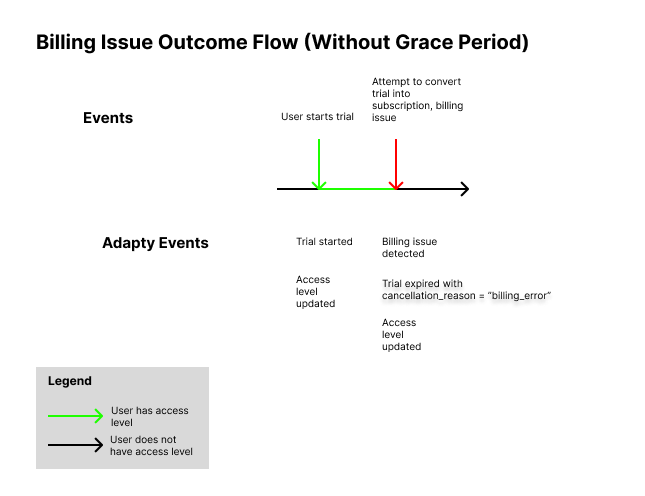 Billing Issue Outcome Flow (Without Grace Period)
Events
User starts trial
Attempt to convert
trial into
subscription, billing
issue
Adapty Events
Trial started
Access
level
updated
Billing issue
detected
Trial expired with
cancellation_reason = “billing_error”
Access
level
updated
Legend
User has access
level
User does not
have access level